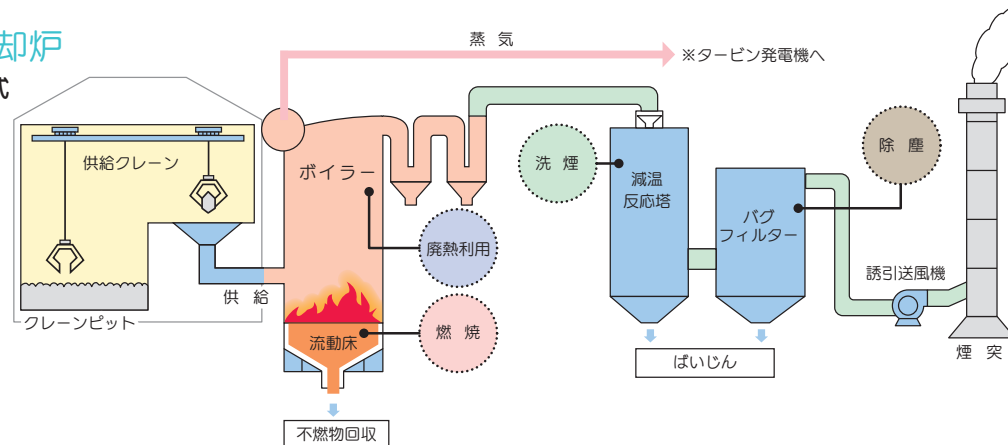 却炉
式
蒸 気
※タービン発電機へ
供給クレーン
ボイラー
洗 煙
減温
反応塔
除 塵
バグ
フィルター
廃熱利用
誘引送風機
供 給
クレーンピット
流動床
燃 焼
ばいじん
煙 突
不燃物回収